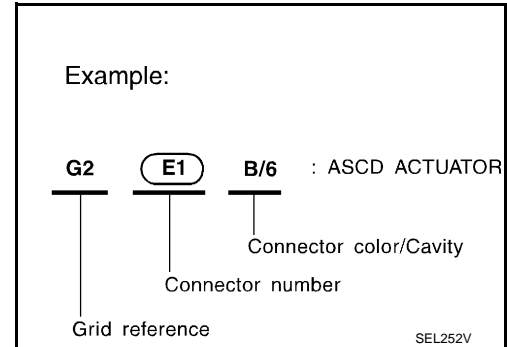 Example:
G2 E1 B/6 : ASCD ACTUATOR
Connector color/Cavity
Connector number
Grid reference
SEL252V